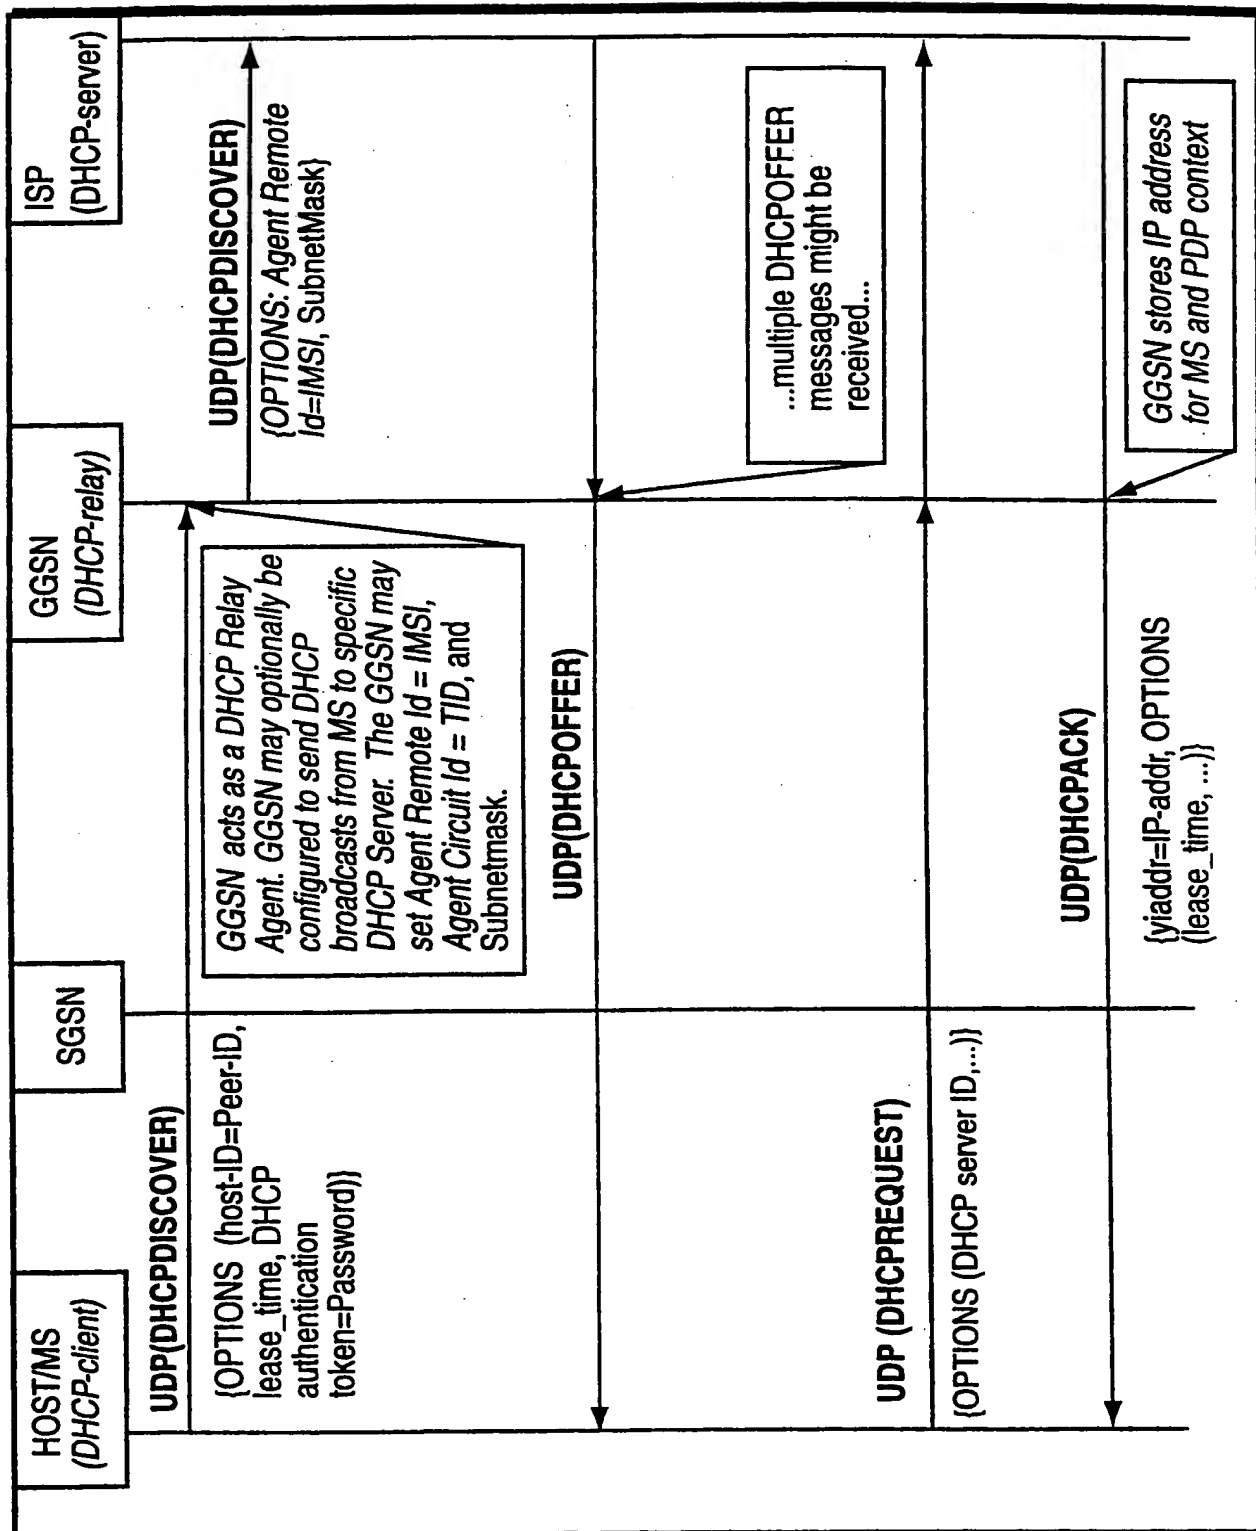 HOST/MS
(DHCP-client)
SGSN
GGSN
(DHCP-relay)
ISP
(DHCP-server)
UDP(DHCPDISCOVER)
{OPTIONS (host-ID=Peer-ID,
lease_time, DHCP
authentication
token=Password)}
GGSN acts as a DHCP Relay
Agent. GGSN may optionally be
configured to send DHCP
broadcasts from MS to specific
DHCP Server. The GGSN may
set Agent Remote Id = IMSI,
Agent Circuit Id = TID, and
Subnetmask.
UDP(DHCPDISCOVER)
{OPTIONS: Agent Remote
Id=IMSI, SubnetMask}
UDP(DHCPOFFER)
...multiple DHCPOFFER
messages might be
received...
UDP (DHCPREQUEST)
{OPTIONS (DHCP server ID,...)}
UDP(DHCPACK)
{yiaddr=IP-addr, OPTIONS
(lease_time, ...)}
GGSN stores IP address
for MS and PDP context